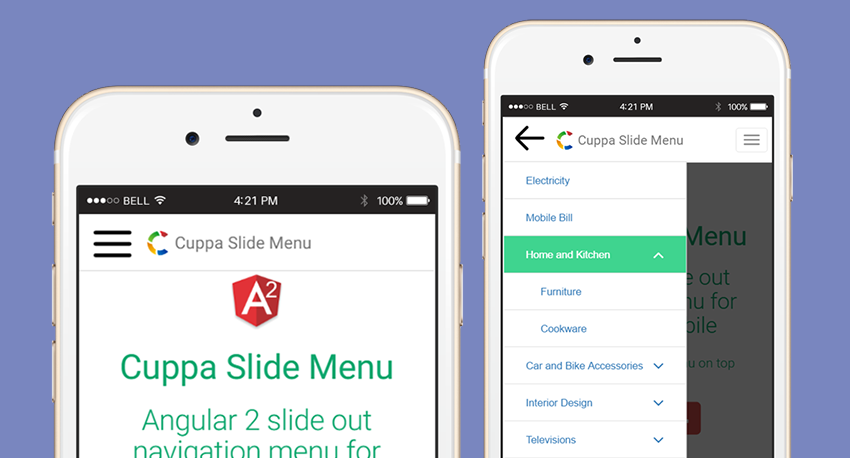 BELL 4:21 PM 100%
Cuppa Slide Menu
A2
Cuppa Slide Menu
Angular 2 slide out
navigation menu for
BELL 4:21 PM 100%
Cuppa Slide Menu
Electricity
Mobile Bill
Home and Kitchen
Furniture
Cookware
Car and Bike Accessories
Interior Design
Televisions
Menu
e out
nu for
bile
u on top